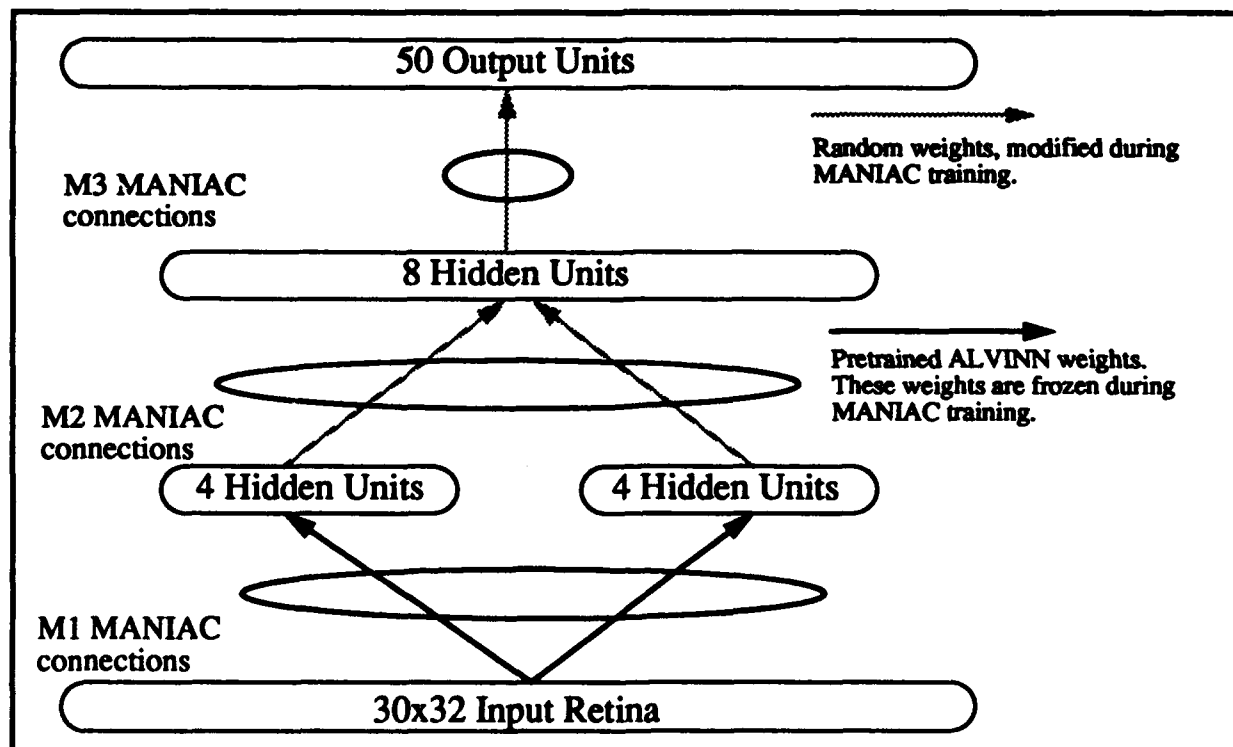 50 Output Units
Random weights, modified during
MANIAC training.
M3 MANIAC
connections
8 Hidden Units
Pretrained ALVINN weights.
These weights are frozen during
MANIAC training.
M2 MANIAC
connections
4 Hidden Units
4 Hidden Units
M1 MANIAC
connections
30x32 Input Retina